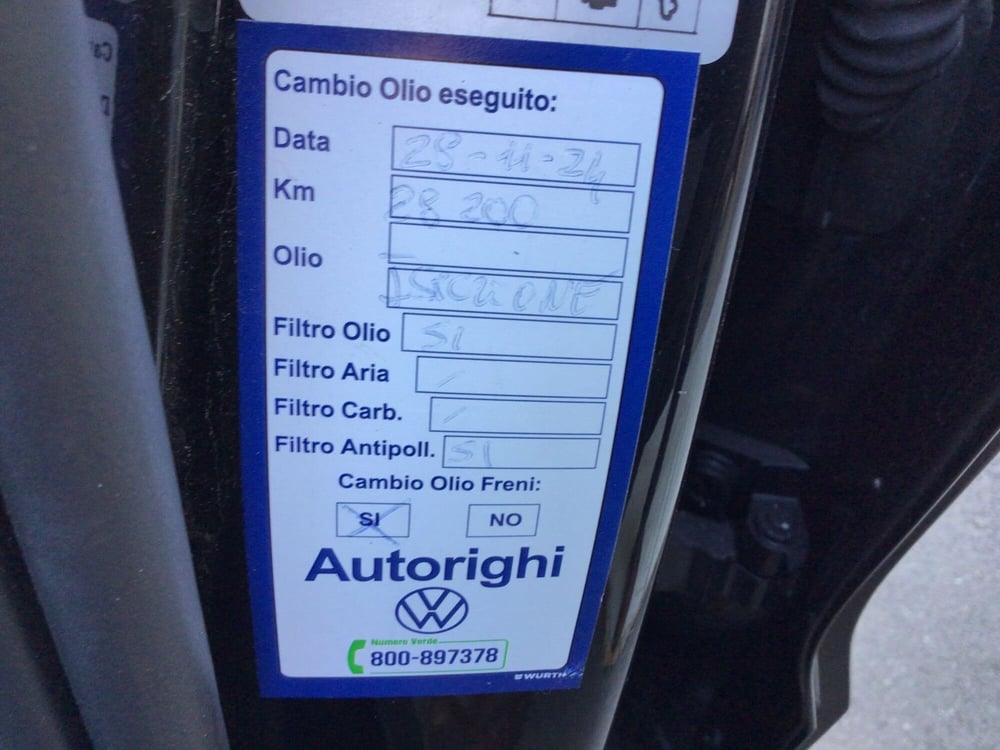 Cambio Olio eseguito:
Data 28-11-24
Km 28 200
Olio
Filtro Olio SI
Filtro Aria /
Filtro Carb. /
Filtro Antipoll. SI
Cambio Olio Freni:
SI NO
Autorighi
Numero Verde
800-897378
WÜRTH